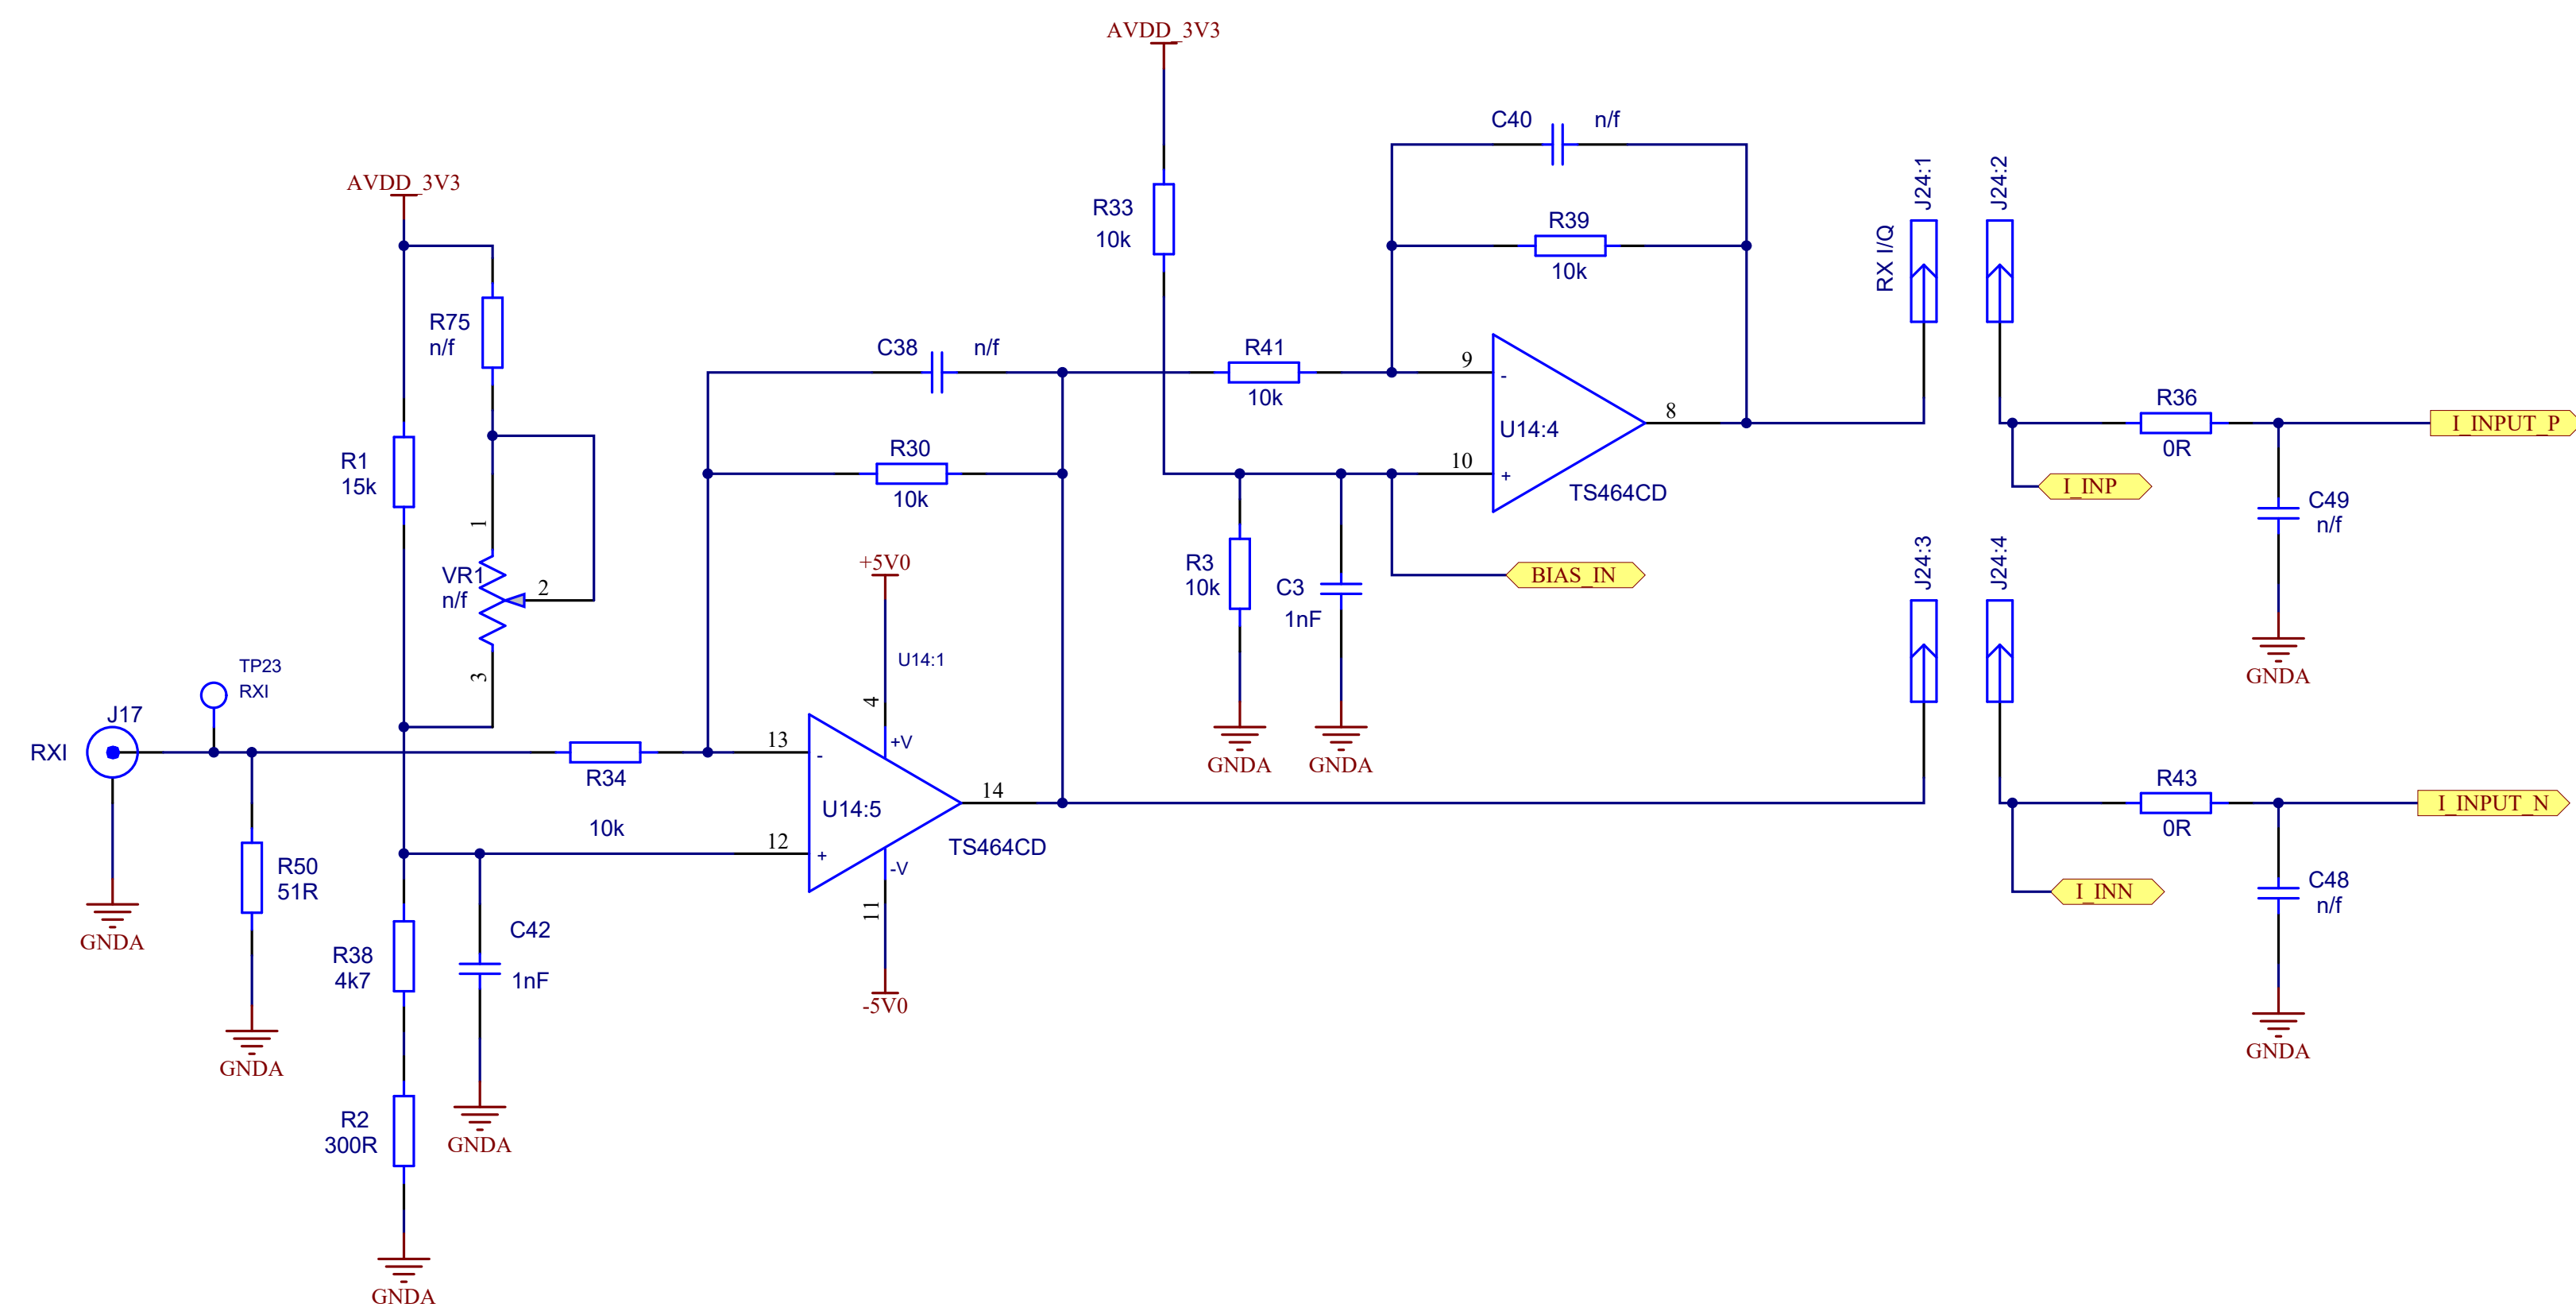 AVDD_3V3
C40 n/f
J24:1
J24:2
AVDD_3V3
R33
10k
R39
10k
RX I/Q
R75
n/f
C38 n/f
R41
10k
9
-
U14:4
8
10
+
TS464CD
R36
0R
I_INPUT_P
I_INP
R1
15k
R30
10k
1
VR1
n/f
2
3
+5V0
R3
10k
C3
1nF
BIAS_IN
C49
n/f
J24:3
J24:4
GNDA
U14:1
4
TP23
RXI
J17
RXI
R34
10k
13
-
+V
U14:5
14
12
+
-V
TS464CD
11
-5V0
GNDA
GNDA
R43
0R
I_INPUT_N
I_INN
C48
n/f
GNDA
R50
51R
GNDA
GNDA
R38
4k7
C42
1nF
R2
300R
GNDA
GNDA